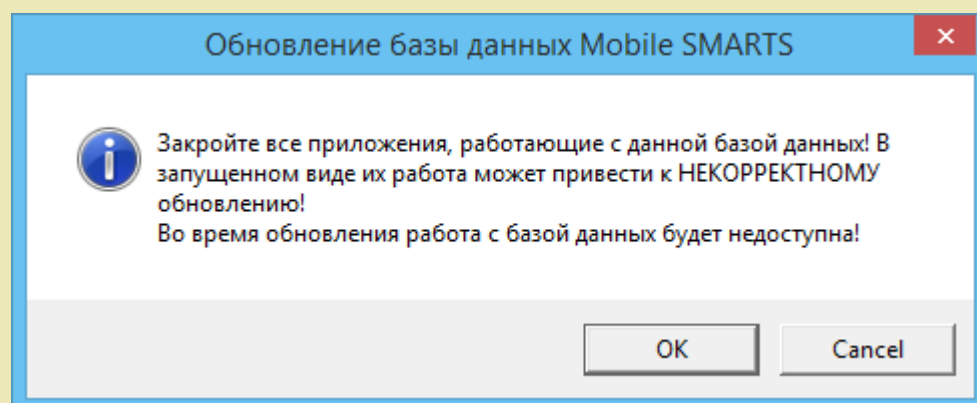 Обновление базы данных Mobile SMARTS
Закройте все приложения, работающие с данной базой данных! В
запущенном виде их работа может привести к НЕКОРРЕКТНОМУ
обновлению!
Во время обновления работа с базой данных будет недоступна!
OK
Cancel